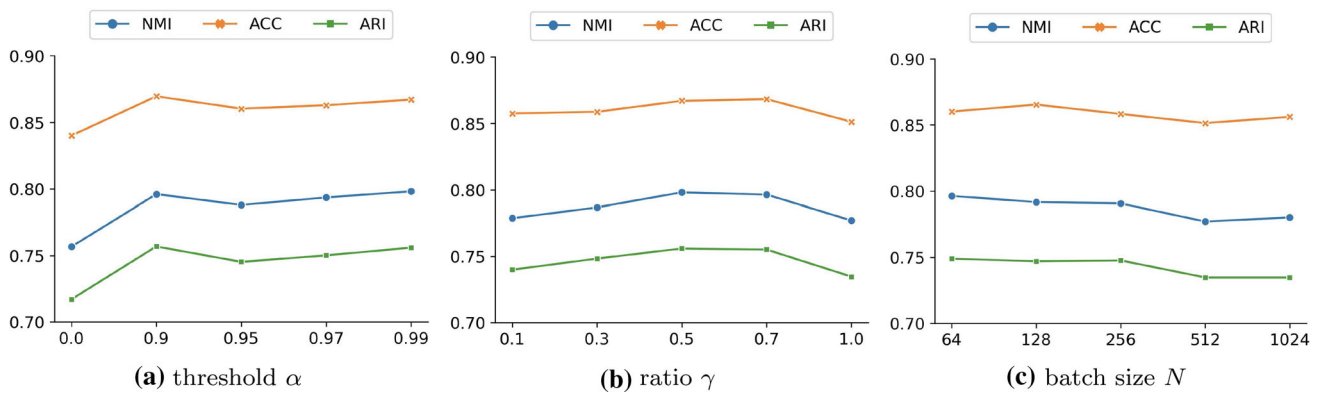 NMI ACC ARI
0.90
0.85
0.80
0.75
0.70
0.0 0.9 0.95 0.97 0.99
(a) threshold α
NMI ACC ARI
0.90
0.85
0.80
0.75
0.70
0.1 0.3 0.5 0.7 1.0
(b) ratio γ
NMI ACC ARI
0.90
0.85
0.80
0.75
0.70
64 128 256 512 1024
(c) batch size N